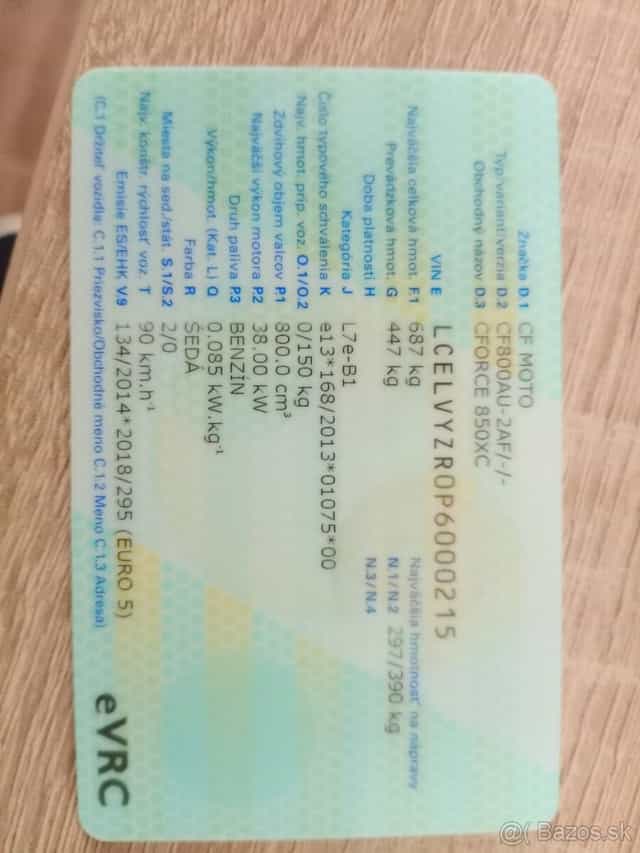 Značka D.1 CF MOTO
Typ/variant/verzia D.2 CF800AU-2AF/-/-
Obchodný názov D.3 CFORCE 850XC
VIN E LCELVYZR0P6000215
Najväčšia celková hmot. F.1 687 kg Najväčšia hmotnosť na nápravy
Prevádzková hmot. G 447 kg N.1/N.2 297/390 kg
Doba platnosti H N.3/N.4
Kategória J L7e-B1
Číslo typového schválenia K e13*168/2013*01075*00
Najv. hmot. príp. voz. O.1/O.2 0/150 kg
Zdvihový objem valcov P.1 800.0 cm³
Najväčší výkon motora P.2 38.00 kW
Druh paliva P.3 BENZÍN
Výkon/hmot. (Kat. L) Q 0.085 kW.kg⁻¹
Farba R ŠEDÁ
Miesta na sed./stát. S.1/S.2 2/0
Najv. konštr. rýchlosť voz. T 90 km.h⁻¹
Emisie ES/EHK V.9 134/2014*2018/295 (EURO 5)
(C.1 Držiteľ vozidla: C.1.1 Priezvisko/Obchodné meno C.1.2 Meno C.1.3 Adresa)
eVRC
@( Bazos.sk